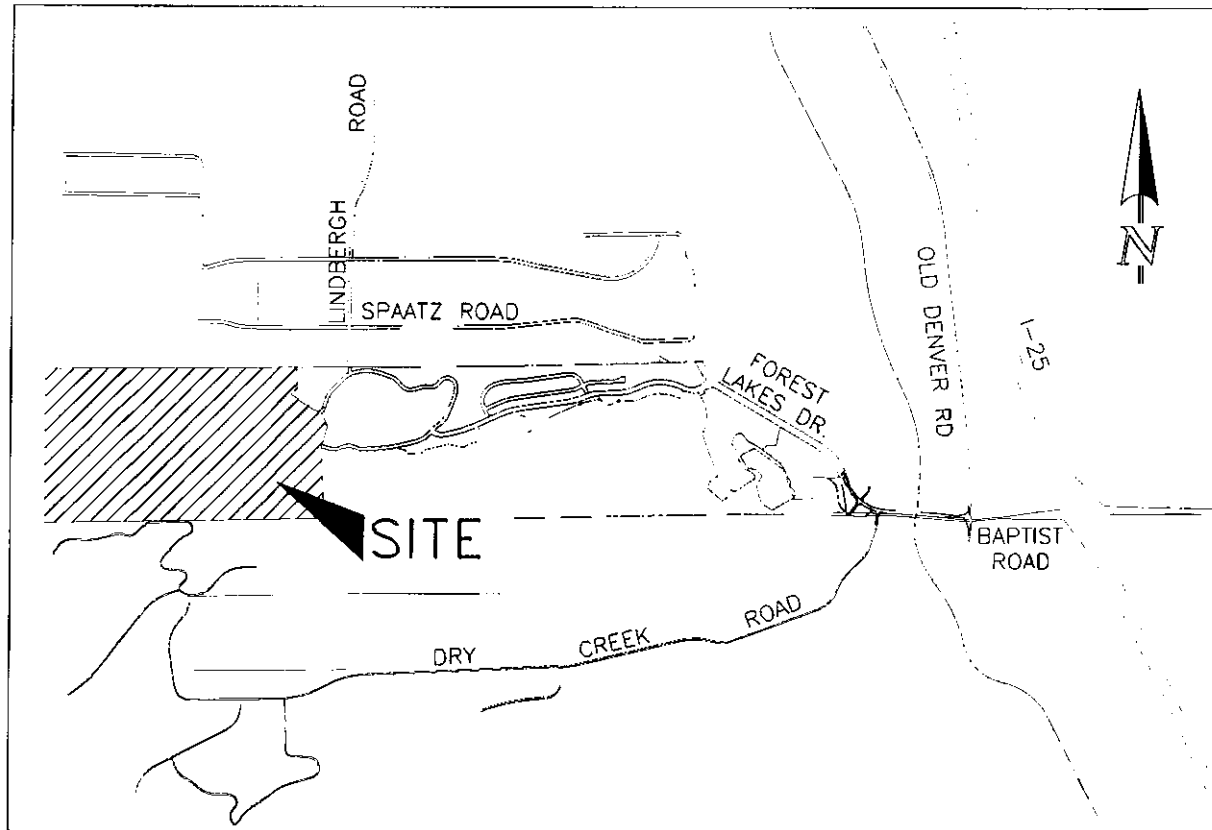 ROAD
LINDBERGH
SPAATZ ROAD
FOREST
LAKES DR.
OLD DENVER RD
I-25
N
SITE
BAPTIST
ROAD
DRY CREEK ROAD